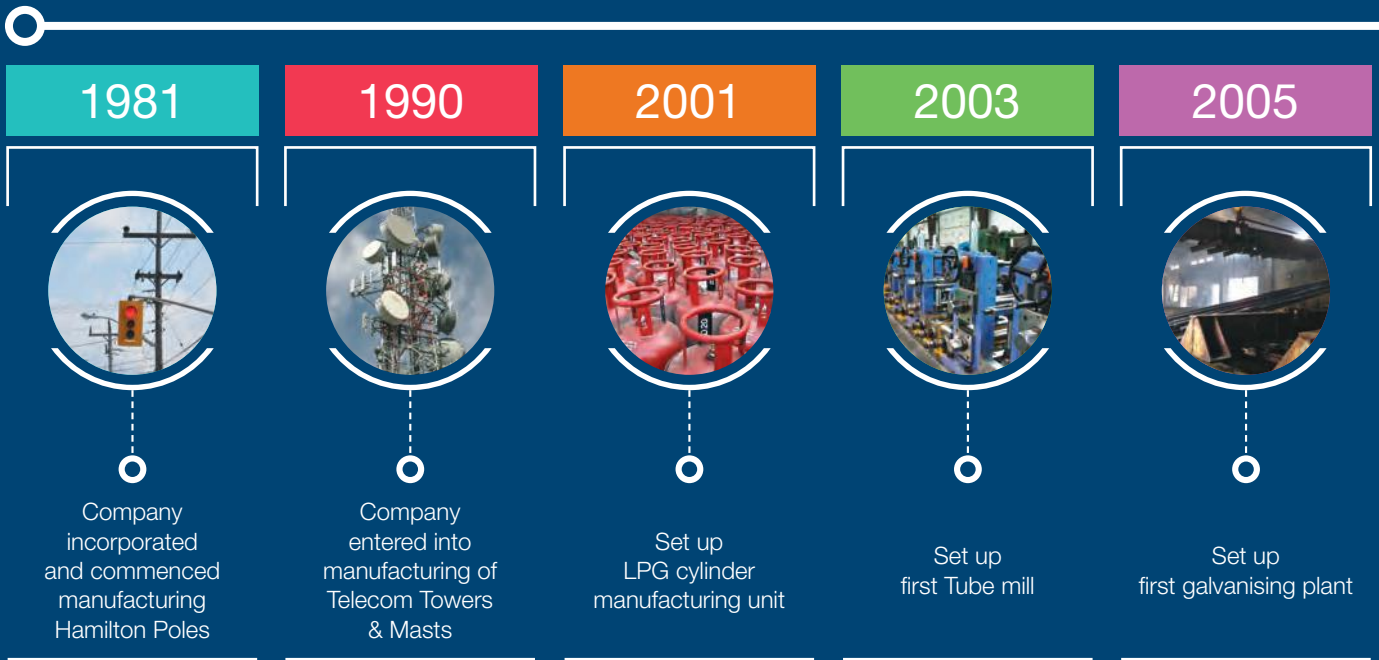 1981
1990
2001
2003
2005
Company
incorporated
and commenced
manufacturing
Hamilton Poles
Company
entered into
manufacturing of
Telecom Towers
& Masts
Set up
LPG cylinder
manufacturing unit
Set up
first Tube mill
Set up
first galvanising plant